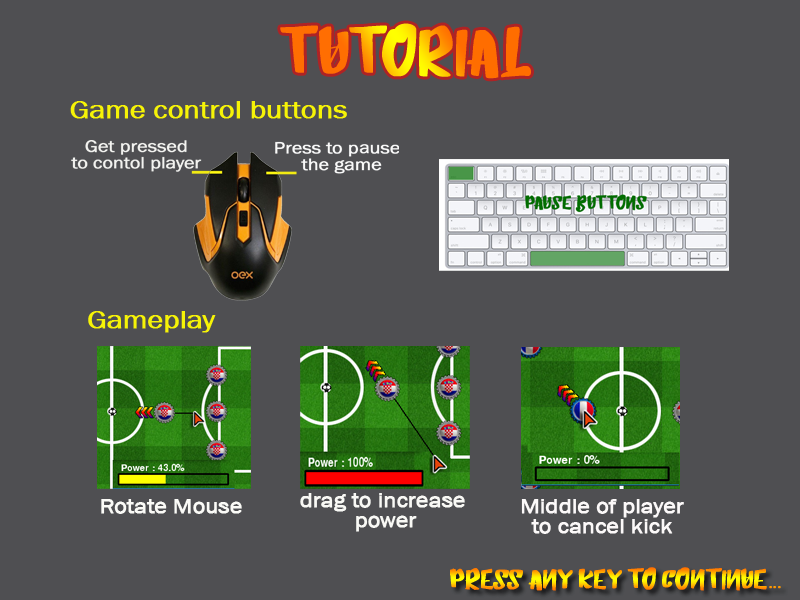 TUTORIAL
Game control buttons
Get pressed
to contol player
Press to pause
the game
oex
PAUSE BUTTONS
Gameplay
Power : 43.0%
Rotate Mouse
Power : 100%
drag to increase
power
Power : 0%
Middle of player
to cancel kick
PRESS ANY KEY TO CONTINUE...